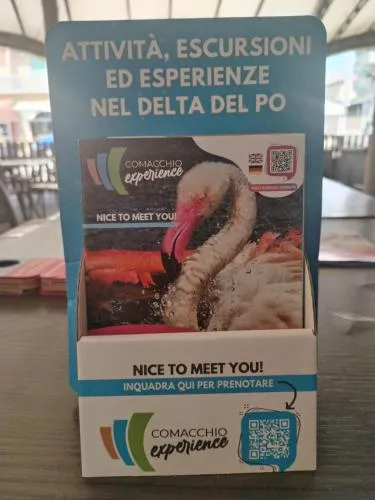 ATTIVITÀ, ESCURSIONI
ED ESPERIENZE
NEL DELTA DEL PO
COMACCHIO
experience
NICE TO MEET YOU!
NICE TO MEET YOU!
INQUADRA QUI PER PRENOTARE
COMACCHIO
experience